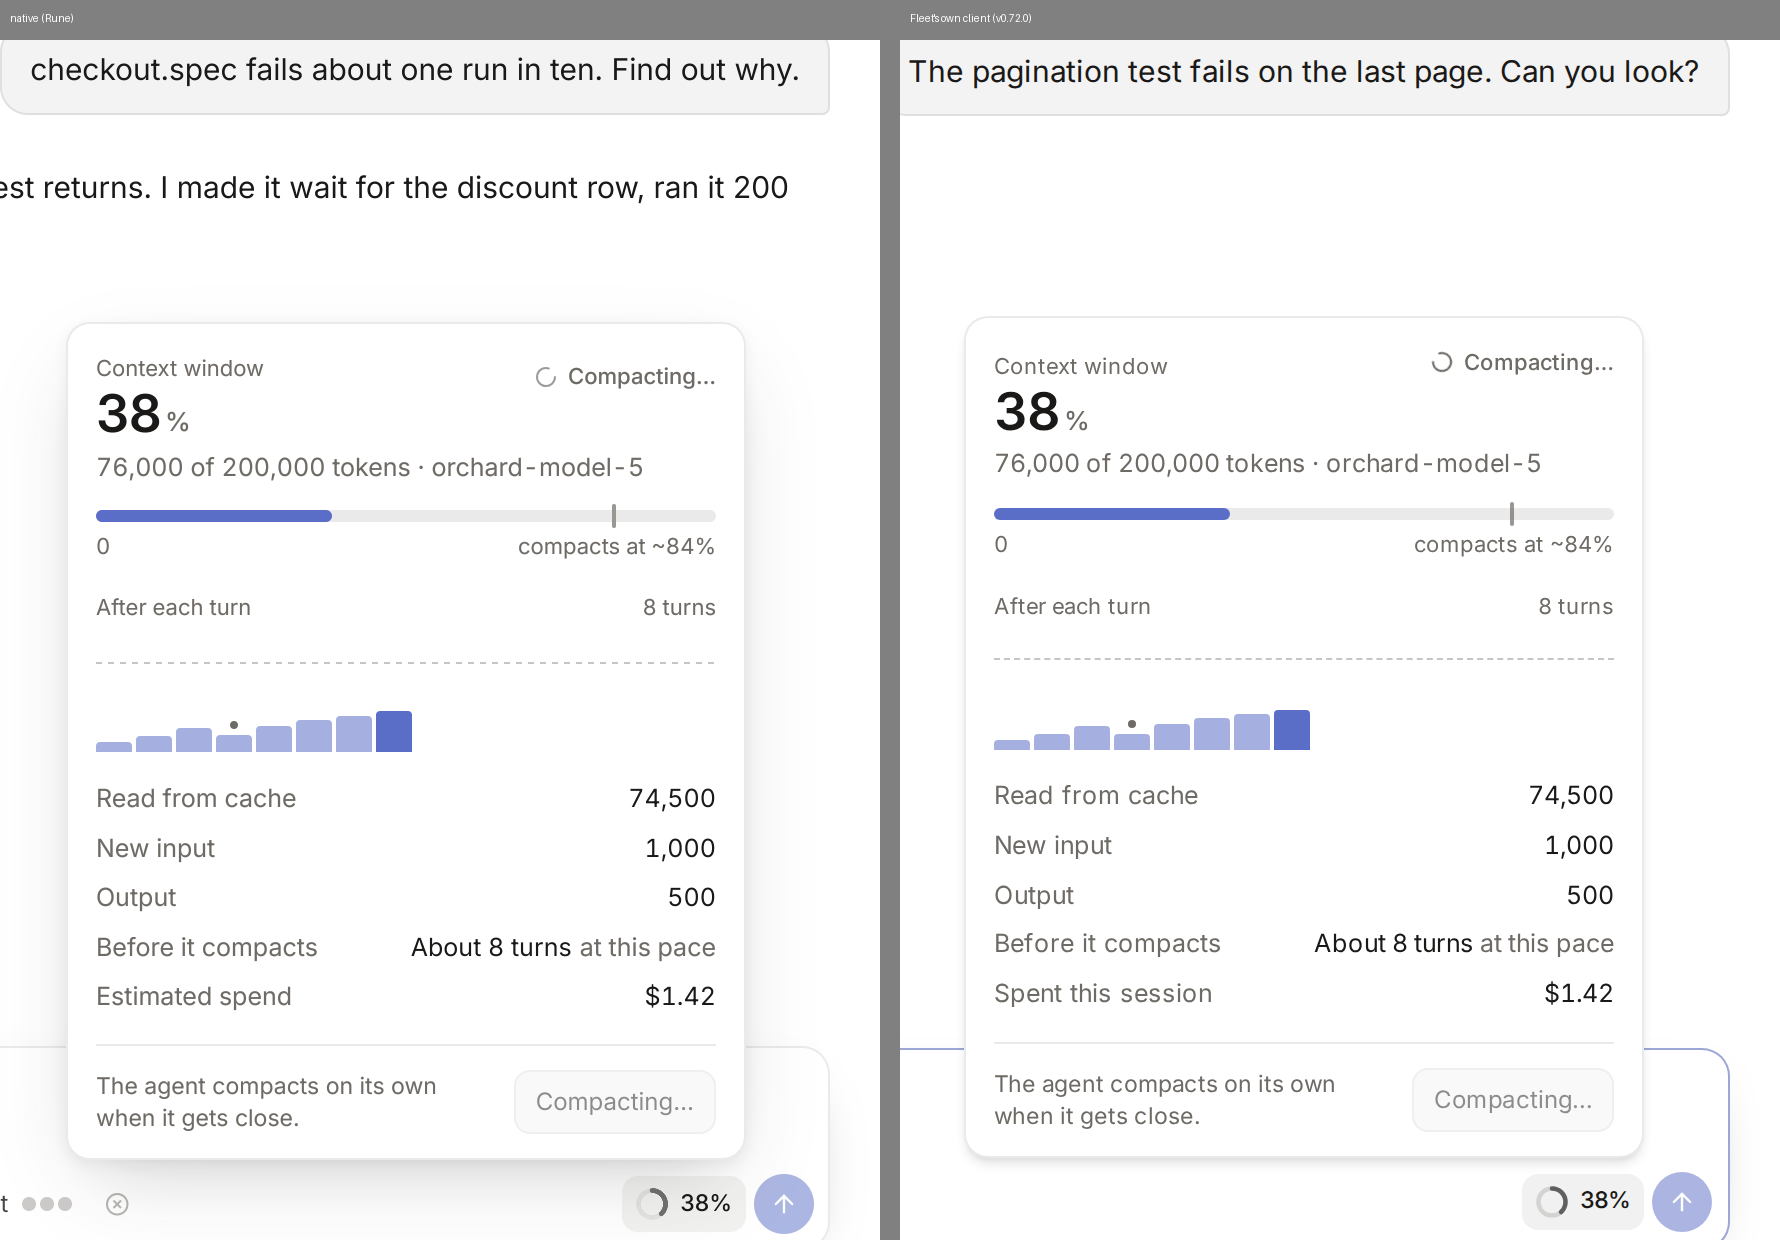 native (Rune)
checkout.spec fails about one run in ten. Find out why.
est returns. I made it wait for the discount row, ran it 200
Context window
Compacting...
38 %
76,000 of 200,000 tokens · orchard-model-5
0
compacts at ~84%
After each turn
8 turns
Read from cache
74,500
New input
1,000
Output
500
Before it compacts
About 8 turns at this pace
Estimated spend
$1.42
The agent compacts on its own
when it gets close.
Compacting...
t
38%
Fleet's own client (v0.72.0)
The pagination test fails on the last page. Can you look?
Context window
Compacting...
38 %
76,000 of 200,000 tokens · orchard-model-5
0
compacts at ~84%
After each turn
8 turns
Read from cache
74,500
New input
1,000
Output
500
Before it compacts
About 8 turns at this pace
Spent this session
$1.42
The agent compacts on its own
when it gets close.
Compacting...
38%